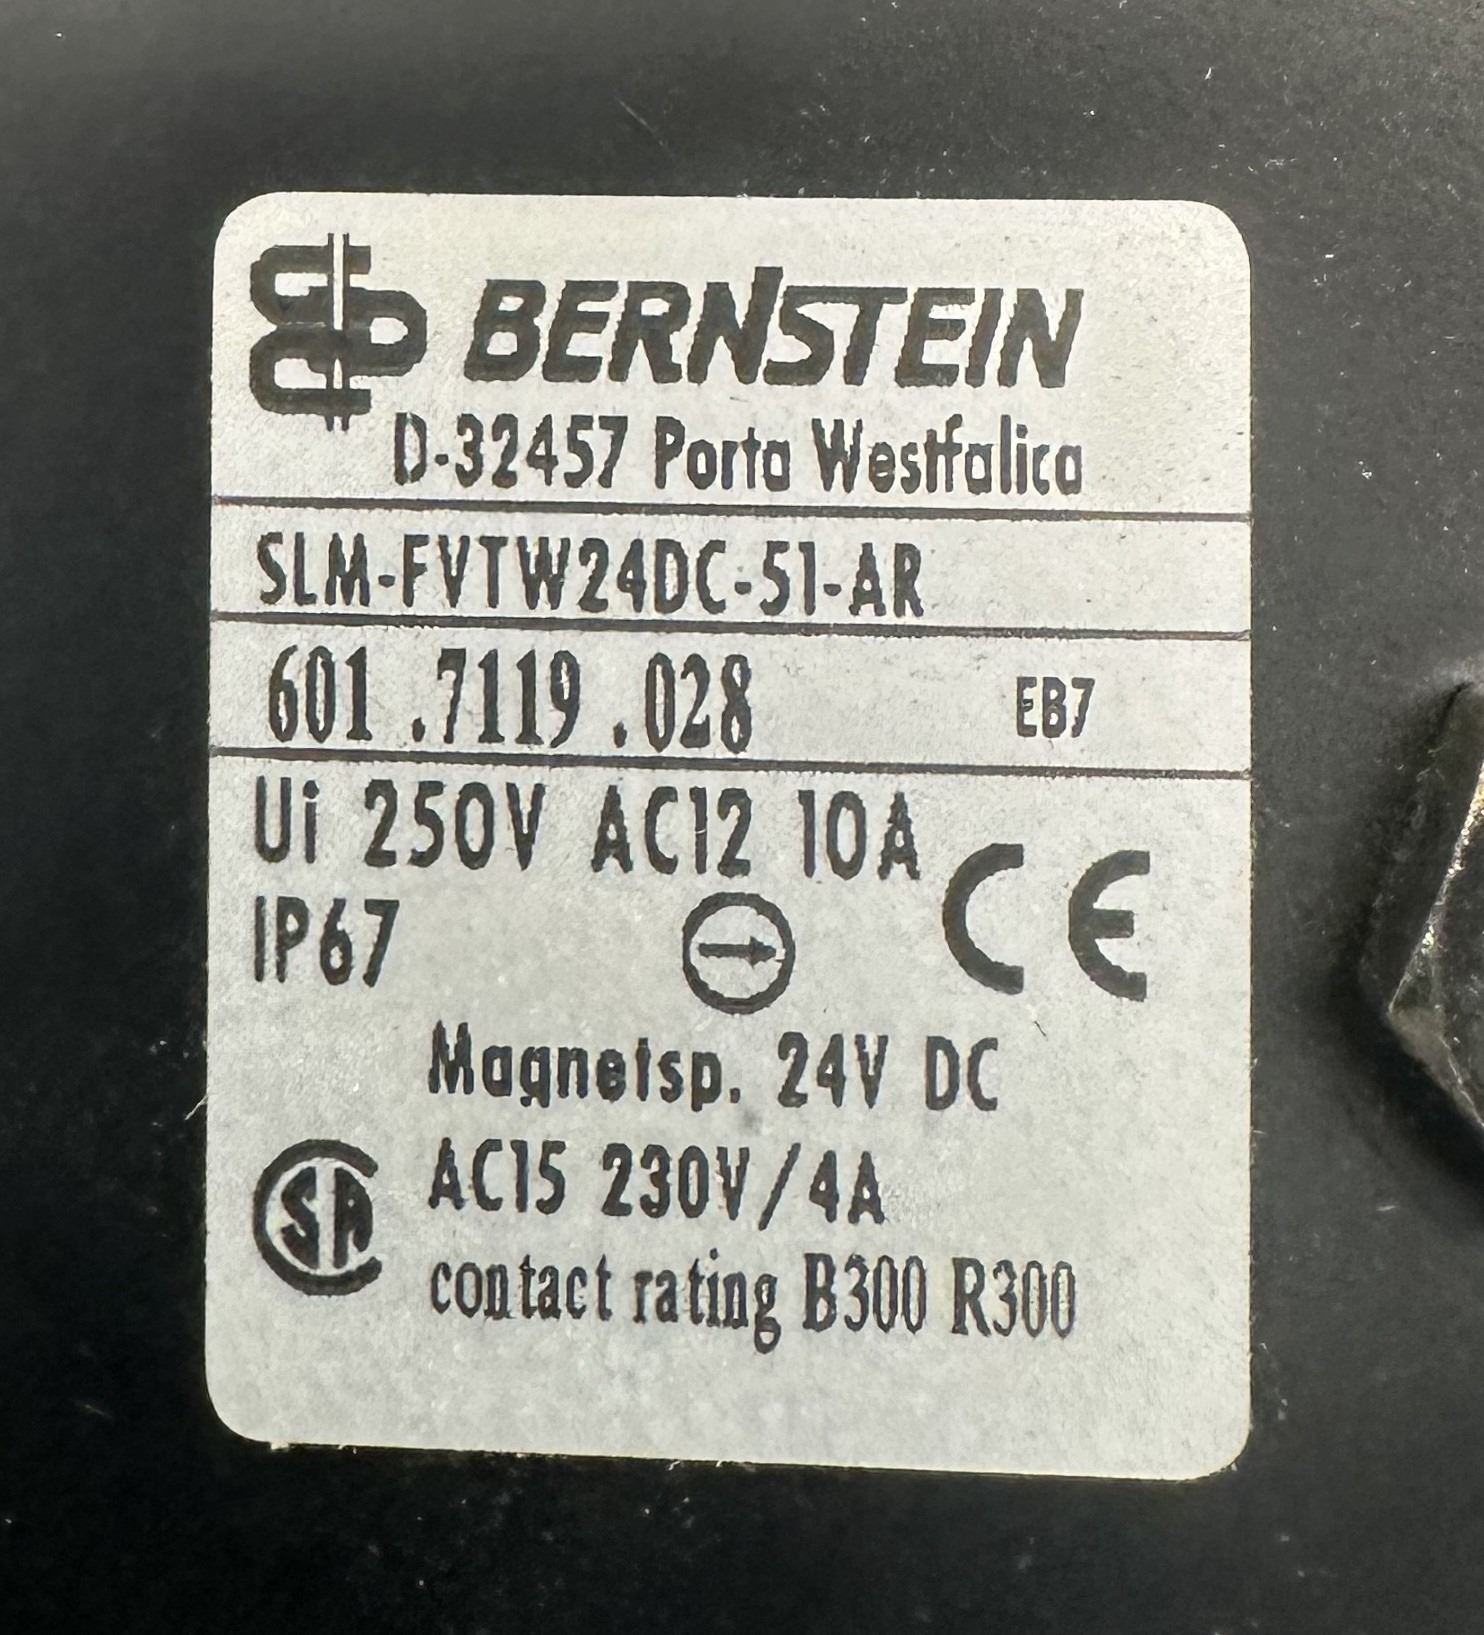 BERNSTEIN
D-32457 Porta Westfalica
SLM-FVTW24DC-51-AR
601 .7119 .028 EB7
Ui 250V AC12 10A
IP67 CE
Magnetsp. 24V DC
AC15 230V/4A
SA
contact rating B300 R300